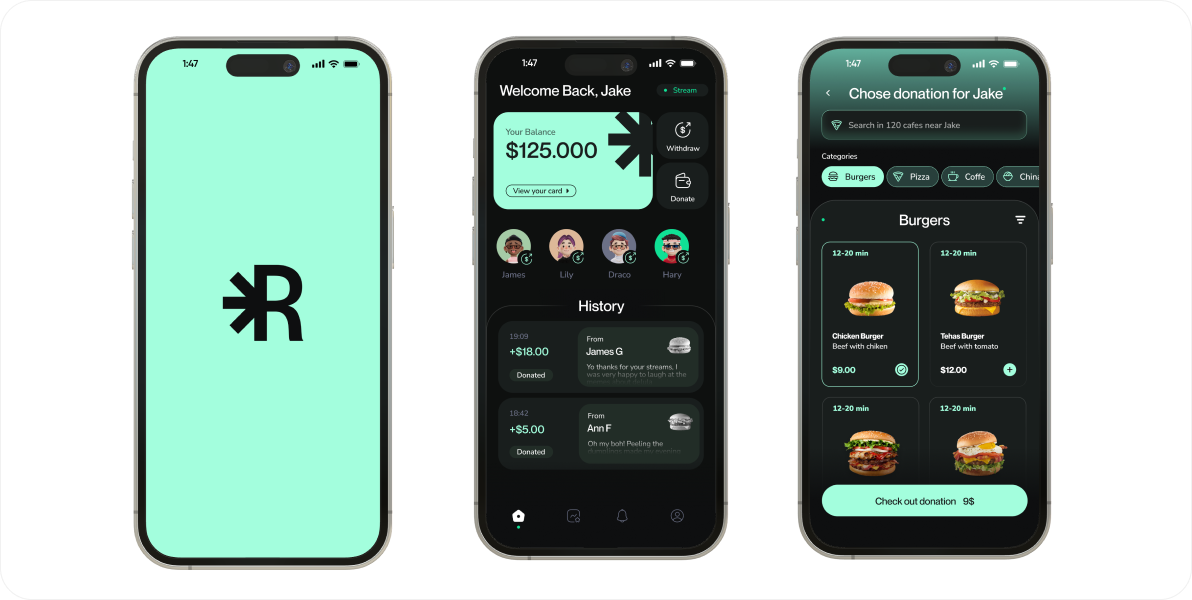 1:47
R
1:47
Welcome Back, Jake
Stream
Your Balance
$125.000
View your card
Withdraw
Donate
James
Lily
Draco
Hary
History
19:09
+$18.00
Donated
From
James G
Yo thanks for your streams, I
was very happy to laugh at the
18:42
+$5.00
Donated
From
Ann F
Oh my boh! Peeling the
1:47
Chose donation for Jake
Search in 120 cafes near Jake
Categories
Burgers
Pizza
Coffe
China
Burgers
12-20 min
Chicken Burger
Beef with chiken
$9.00
12-20 min
Tehas Burger
Beef with tomato
$12.00
12-20 min
12-20 min
Check out donation 9$